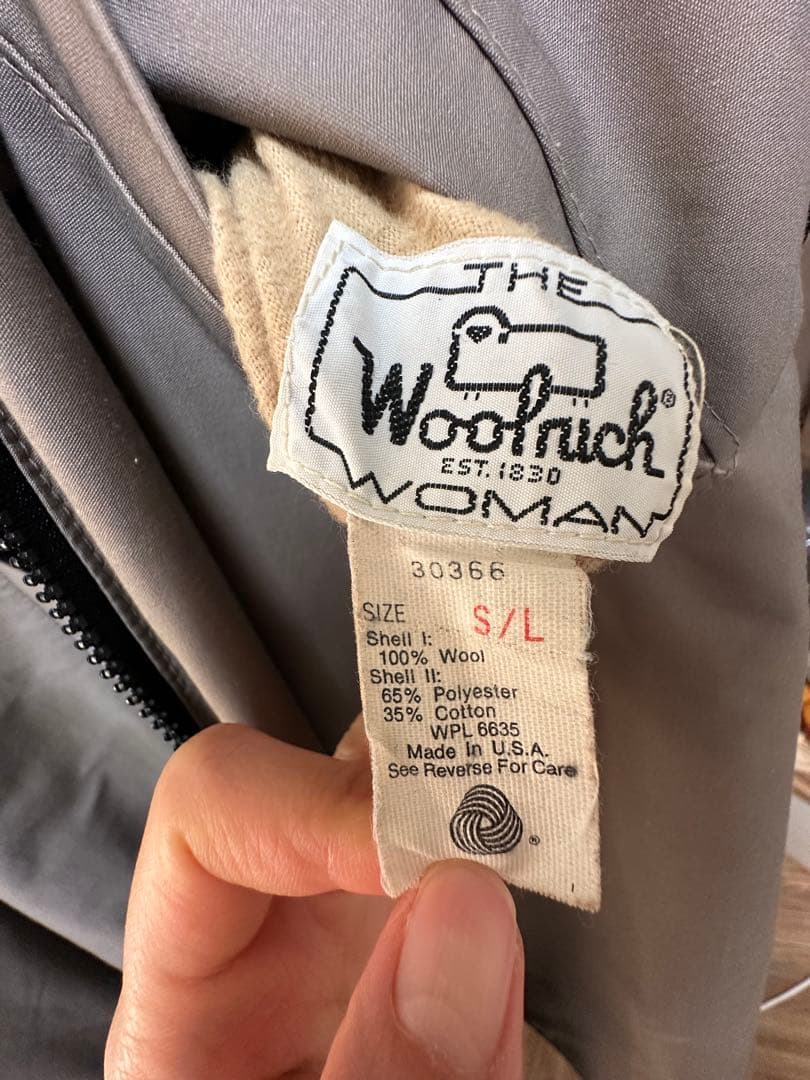 THE
Woolrich®
EST. 1830
WOMAN
30366
SIZE S/L
Shell I:
100% Wool
Shell II:
65% Polyester
35% Cotton
WPL 6635
Made In U.S.A.
See Reverse For Care
®